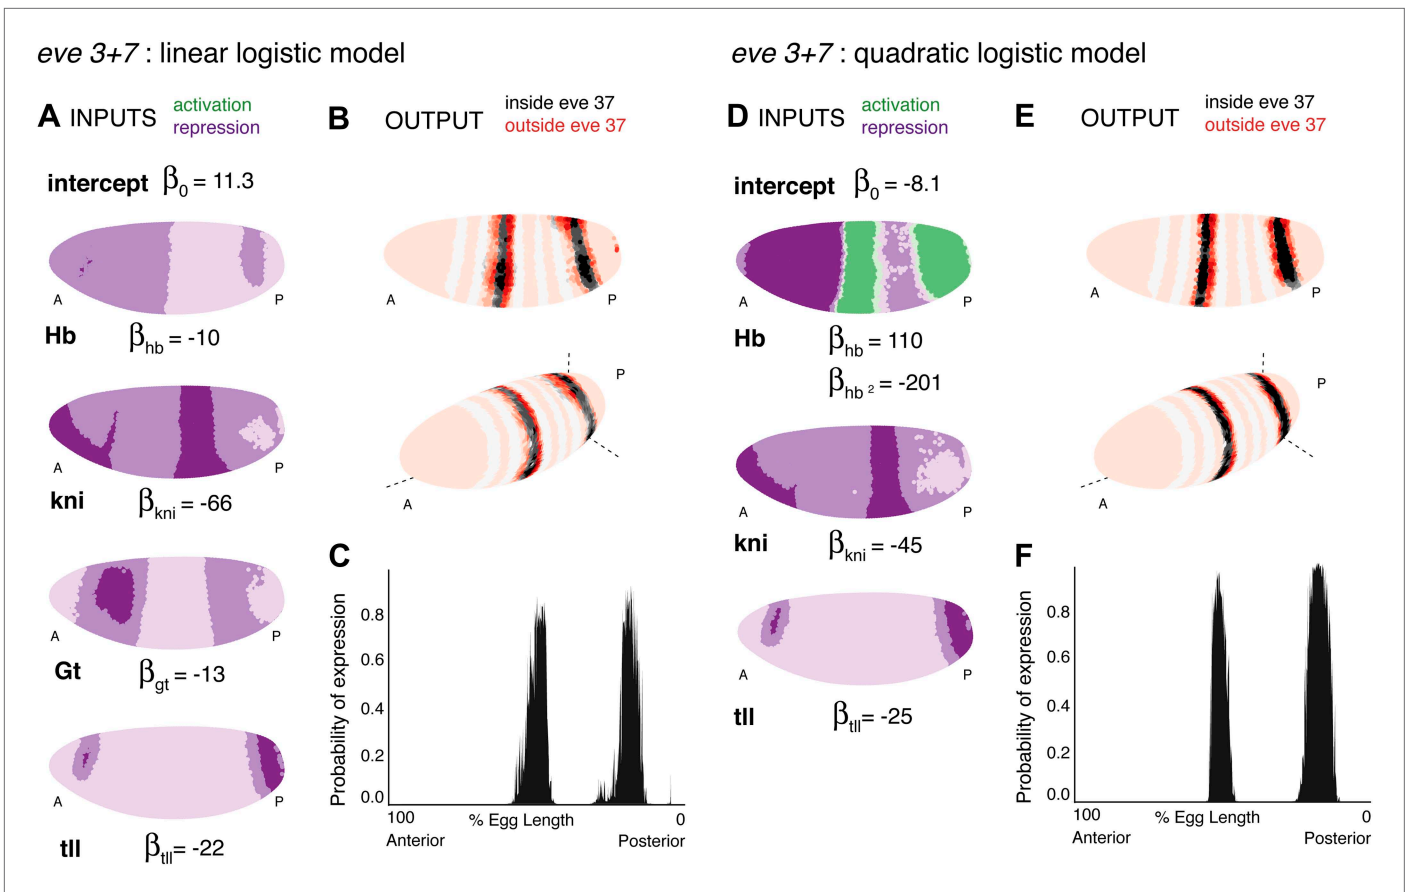 eve 3+7 : linear logistic model
A INPUTS activation
repression
intercept β0 = 11.3
A P
Hb βhb = -10
A P
kni βkni = -66
A P
Gt βgt = -13
A P
tll βtll= -22
B OUTPUT inside eve 37
outside eve 37
A P
P
A
C
Probability of expression
0.8
0.6
0.4
0.2
0.0
100 % Egg Length 0
Anterior Posterior
eve 3+7 : quadratic logistic model
D INPUTS activation
repression
intercept β0 = -8.1
A P
Hb βhb = 110
βhb 2 = -201
A P
kni βkni = -45
A P
tll βtll= -25
E OUTPUT inside eve 37
outside eve 37
A P
P
A
F
Probability of expression
0.8
0.6
0.4
0.2
0.0
100 % Egg Length 0
Anterior Posterior